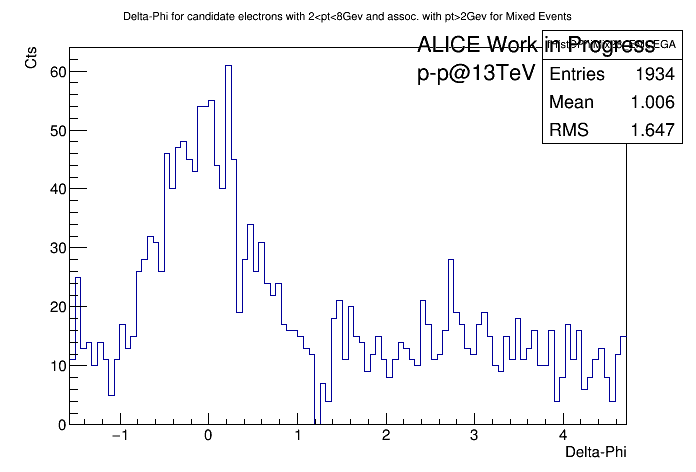 Delta-Phi for candidate electrons with 2<pt<8Gev and assoc. with pt>2Gev for Mixed Events
Cts
ALICE Work in Progress
p-p@13TeV
Entries 1934
Mean 1.006
RMS 1.647
60
50
40
30
20
10
0
−1 0 1 2 3 4
Delta-Phi